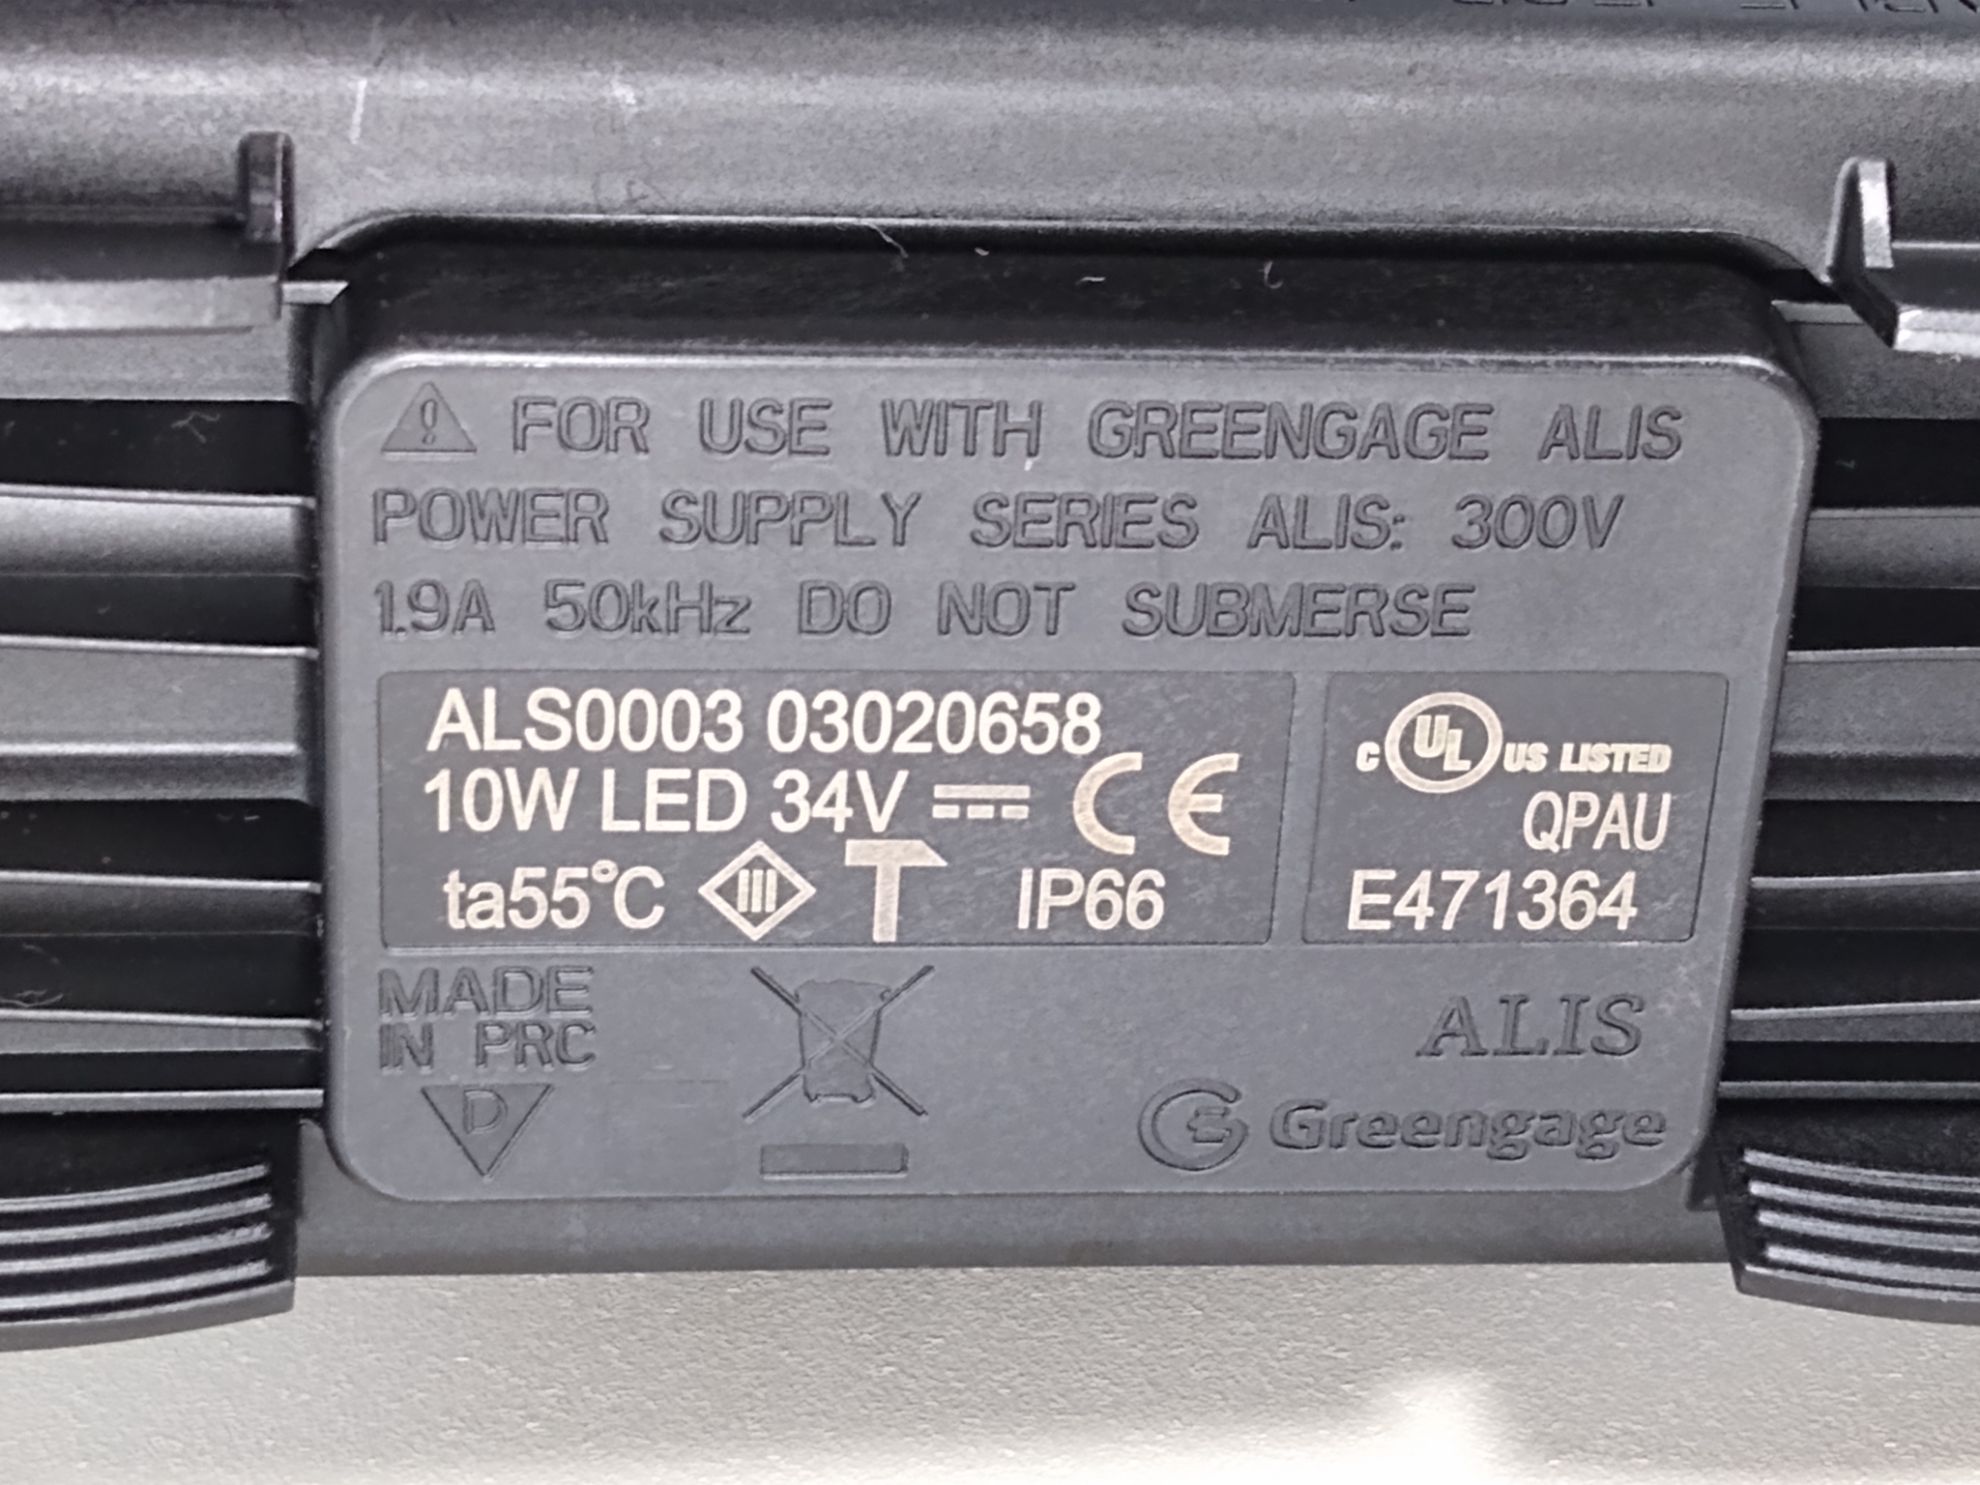 FOR USE WITH GREENGAGE ALIS
POWER SUPPLY SERIES ALIS: 300V
1.9A 50kHz DO NOT SUBMERSE
ALS0003 03020658
10W LED 34V CE
ta55°C III T IP66
c UL US LISTED
QPAU
E471364
MADE
IN PRC
D
ALIS
GE Greengage